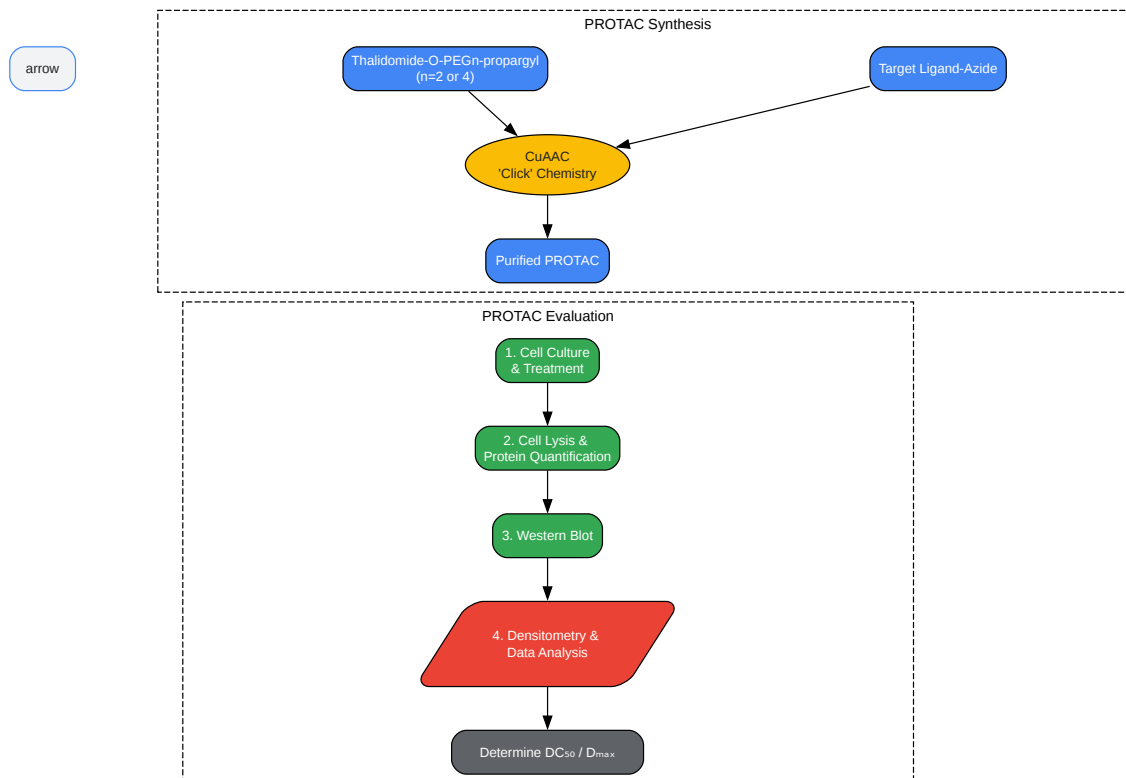 PROTAC Synthesis
arrow
Thalidomide-O-PEGn-propargyl
(n=2 or 4)
Target Ligand-Azide
CuAAC
'Click' Chemistry
Purified PROTAC
PROTAC Evaluation
1. Cell Culture
& Treatment
2. Cell Lysis &
Protein Quantification
3. Western Blot
4. Densitometry &
Data Analysis
Determine DC₅₀ / Dₘₐₓ